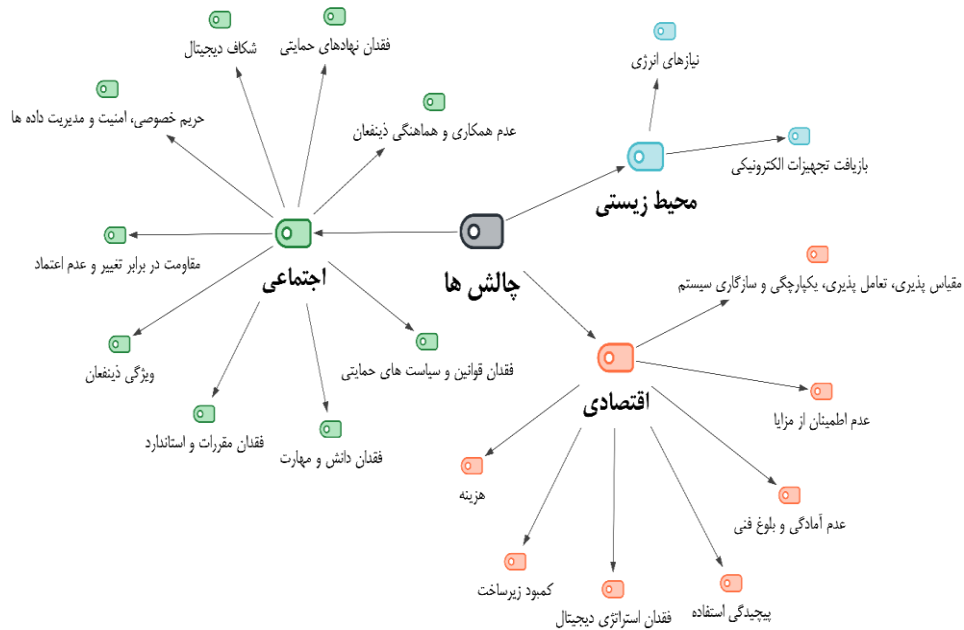 فقدان نهادهای حمایتی
شکاف دیجیتال
نیازهای انرژی
حریم خصوصی، امنیت و مدیریت داده ها
عدم همکاری و هماهنگی ذینفعان
بازیافت تجهیزات الکترونیکی
محیط زیستی
مقاومت در برابر تغییر و عدم اعتماد
اجتماعی
چالش ها
مقیاس پذیری، تعامل پذیری، یکپارچگی و سازگاری سیستم
ویژگی ذینفعان
فقدان قوانین و سیاست های حمایتی
اقتصادی
عدم اطمینان از مزایا
فقدان مقررات و استاندارد
فقدان دانش و مهارت
هزینه
عدم آمادگی و بلوغ فنی
کمبود زیرساخت
فقدان استراتژی دیجیتال
پیچیدگی استفاده